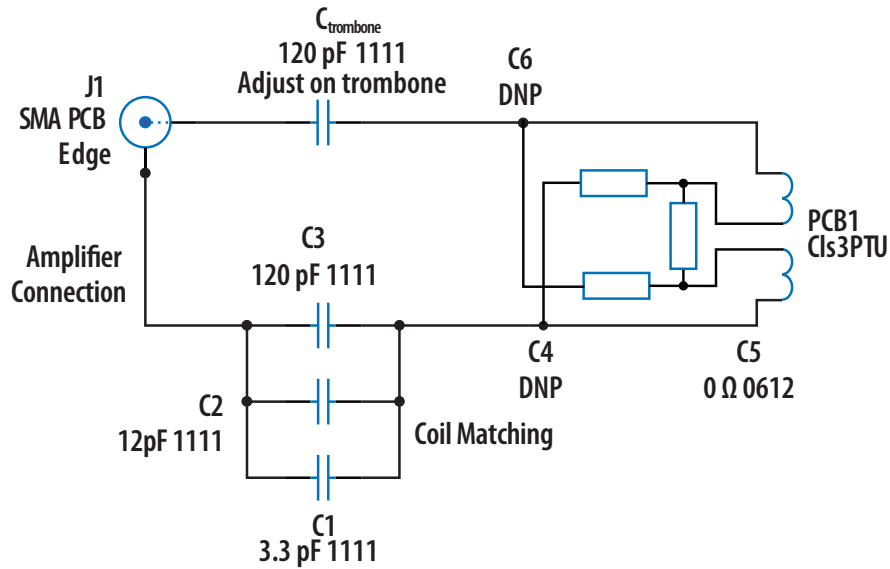 C trombone
120 pF 1111
Adjust on trombone
J1
SMA PCB
Edge
C6
DNP
PCB1
Cls3PTU
Amplifier
Connection
C3
120 pF 1111
C4
DNP
C5
0 Ω 0612
C2
12pF 1111
Coil Matching
C1
3.3 pF 1111